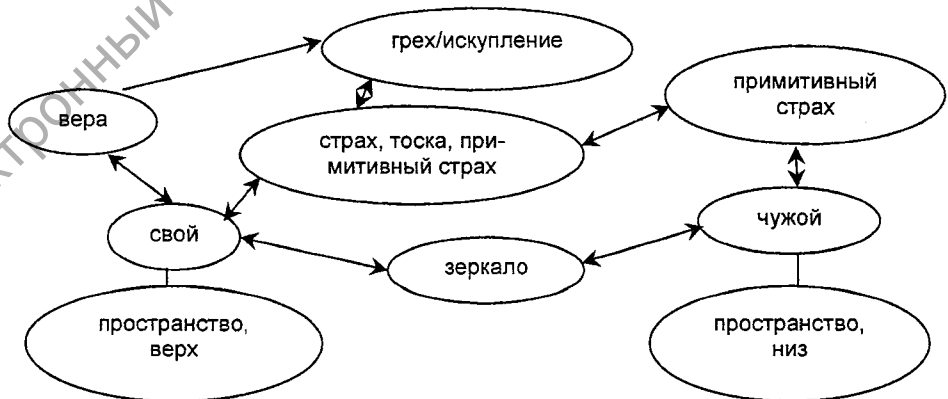 грех/искупление
примитивный
страх
вера
страх, тоска, при-
митивный страх
свой
чужой
зеркало
пространство,
верх
пространство,
низ